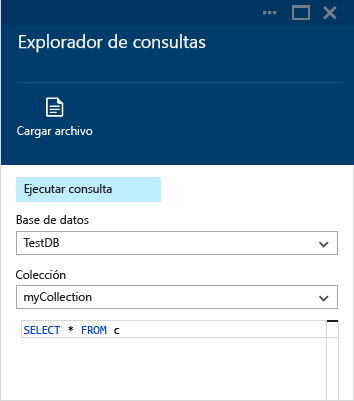 Explorador de consultas
Cargar archivo
Ejecutar consulta
Base de datos
TestDB
Colección
myCollection
SELECT * FROM c